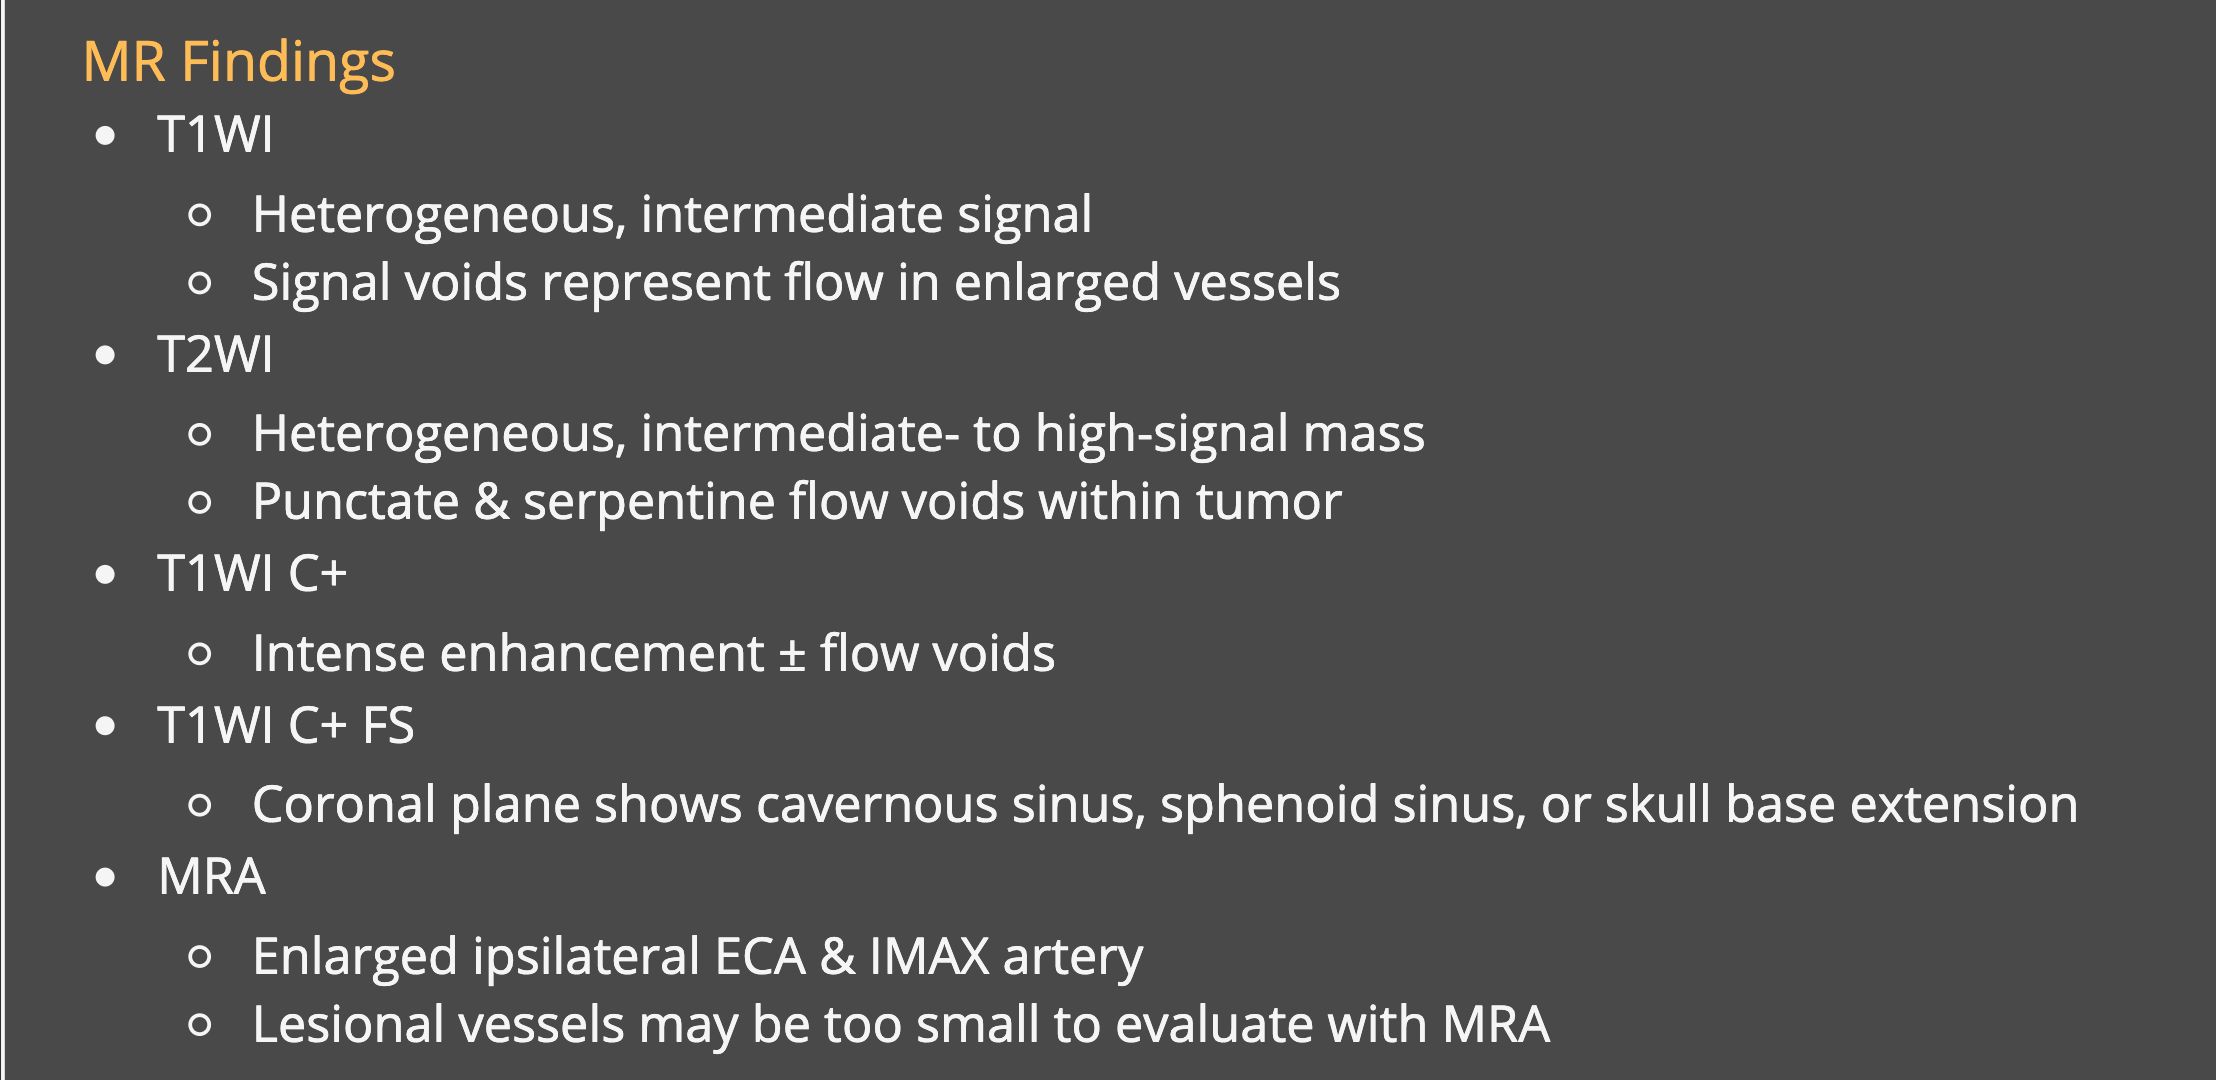 MR Findings
• T1WI
○ Heterogeneous, intermediate signal
○ Signal voids represent flow in enlarged vessels
• T2WI
○ Heterogeneous, intermediate- to high-signal mass
○ Punctate & serpentine flow voids within tumor
• T1WI C+
○ Intense enhancement ± flow voids
• T1WI C+ FS
○ Coronal plane shows cavernous sinus, sphenoid sinus, or skull base extension
• MRA
○ Enlarged ipsilateral ECA & IMAX artery
○ Lesional vessels may be too small to evaluate with MRA